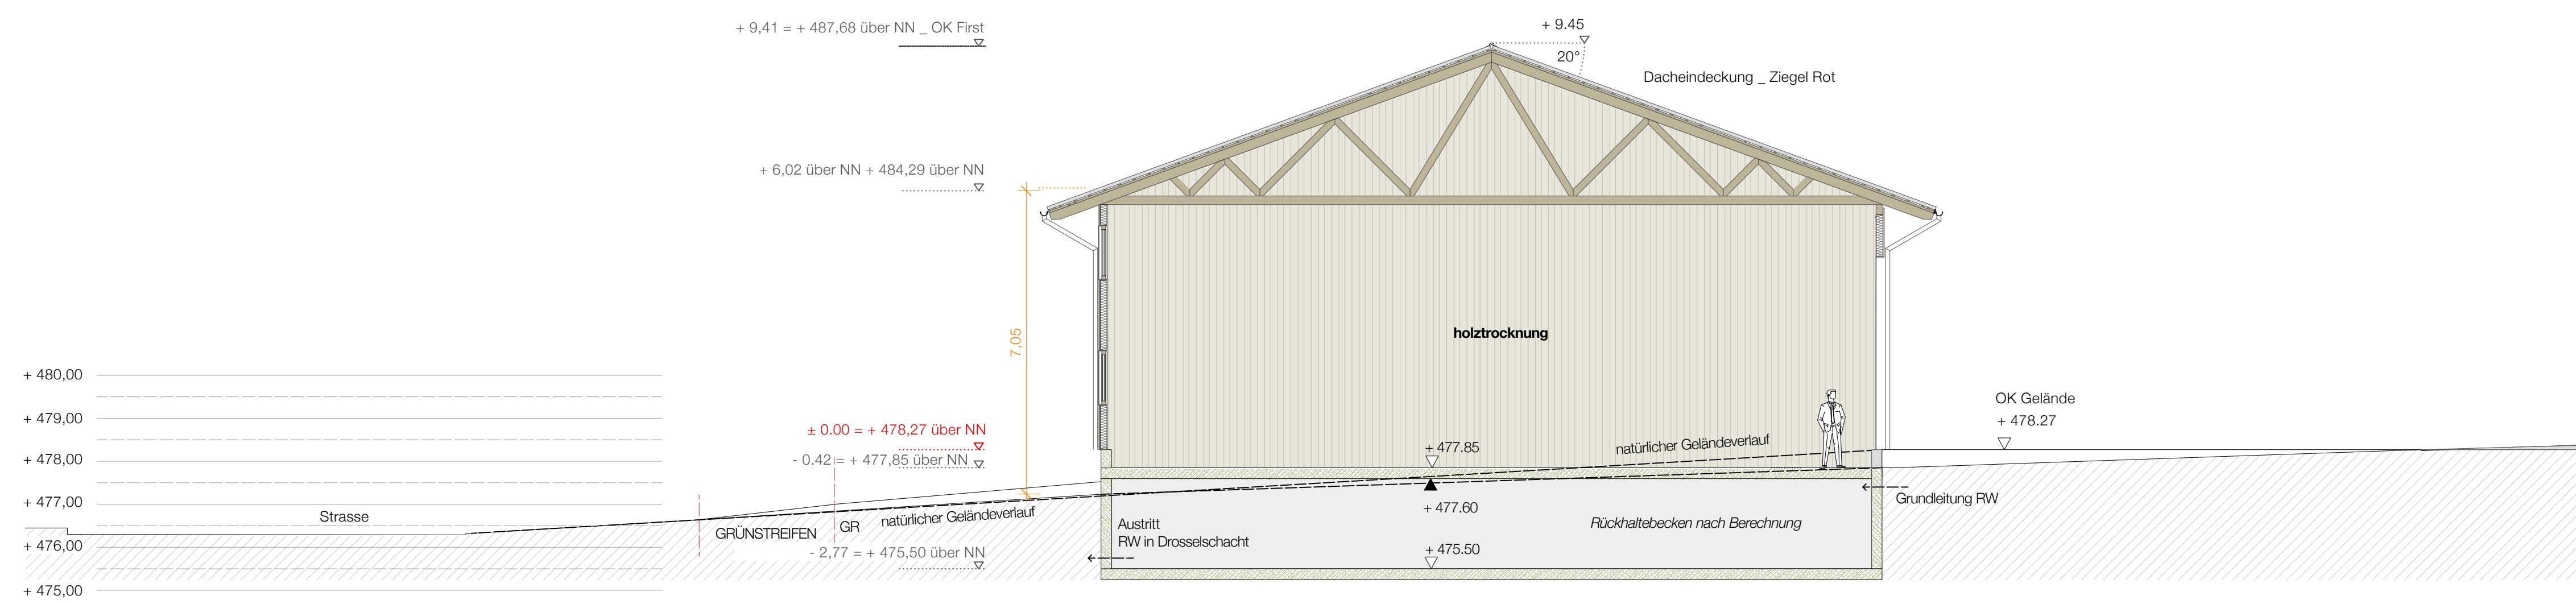 + 9,41 = + 487,68 über NN _ OK First
+ 9.45
20°
Dacheindeckung _ Ziegel Rot
+ 6,02 über NN + 484,29 über NN
7,05
holztrocknung
+ 480,00
+ 479,00
+ 478,00
+ 477,00
+ 476,00
+ 475,00
Strasse
± 0.00 = + 478,27 über NN
- 0.42 = + 477,85 über NN
GRÜNSTREIFEN
GR
natürlicher Geländeverlauf
- 2,77 = + 475,50 über NN
+ 477.85
natürlicher Geländeverlauf
+ 477.60
Austritt
RW in Drosselschacht
Rückhaltebecken nach Berechnung
+ 475.50
Grundleitung RW
OK Gelände
+ 478.27